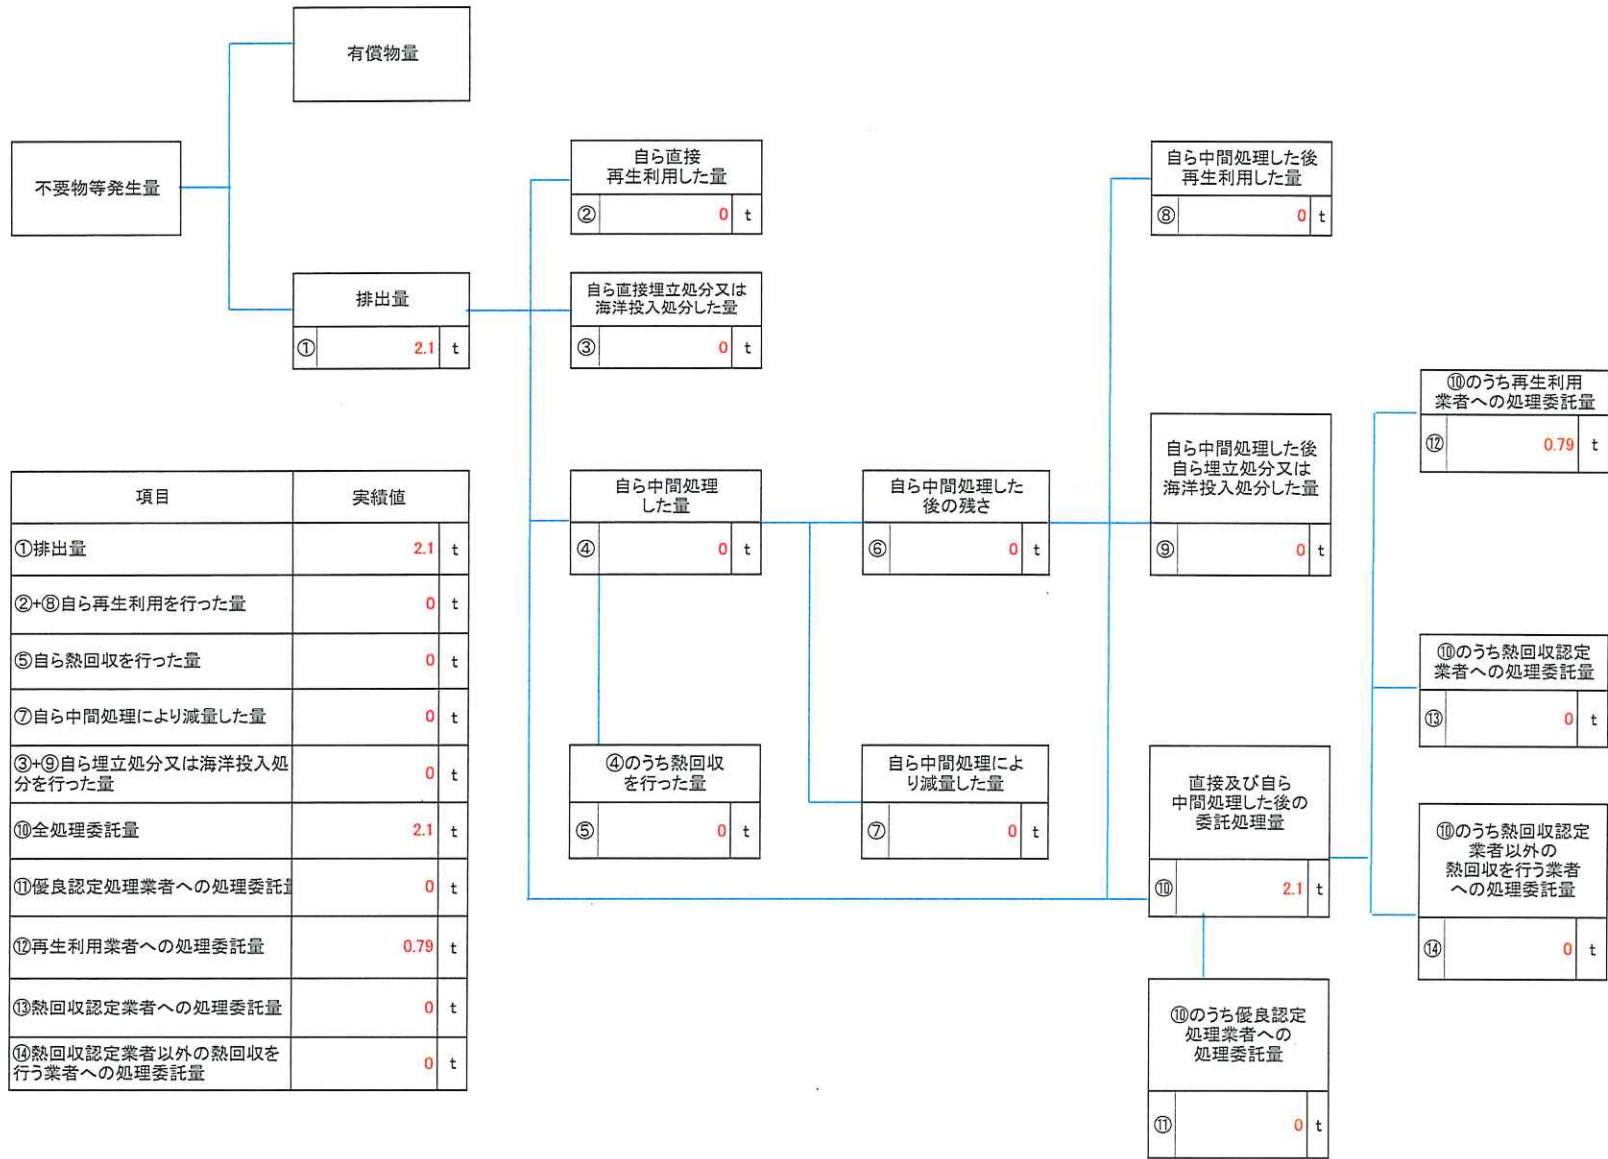 有償物量
不要物等発生量
排出量
① 2.1 t
自ら直接
再生利用した量
② 0 t
自ら直接埋立処分又は
海洋投入処分した量
③ 0 t
自ら中間処理
した量
④ 0 t
④のうち熱回収
を行った量
⑤ 0 t
自ら中間処理した
後の残さ
⑥ 0 t
自ら中間処理によ
り減量した量
⑦ 0 t
自ら中間処理した後
再生利用した量
⑧ 0 t
自ら中間処理した後
自ら埋立処分又は
海洋投入処分した量
⑨ 0 t
直接及び自ら
中間処理した後の
委託処理量
⑩ 2.1 t
⑩のうち優良認定
処理業者への
処理委託量
⑪ 0 t
⑩のうち再生利用
業者への処理委託量
⑫ 0.79 t
⑩のうち熱回収認定
業者への処理委託量
⑬ 0 t
⑩のうち熱回収認定
業者以外の
熱回収を行う業者
への処理委託量
⑭ 0 t
項目 実績値
①排出量 2.1 t
②+⑧自ら再生利用を行った量 0 t
⑤自ら熱回収を行った量 0 t
⑦自ら中間処理により減量した量 0 t
③+⑨自ら埋立処分又は海洋投入処
分を行った量 0 t
⑩全処理委託量 2.1 t
⑪優良認定処理業者への処理委託 0 t
⑫再生利用業者への処理委託量 0.79 t
⑬熱回収認定業者への処理委託量 0 t
⑭熱回収認定業者以外の熱回収を
行う業者への処理委託量 0 t